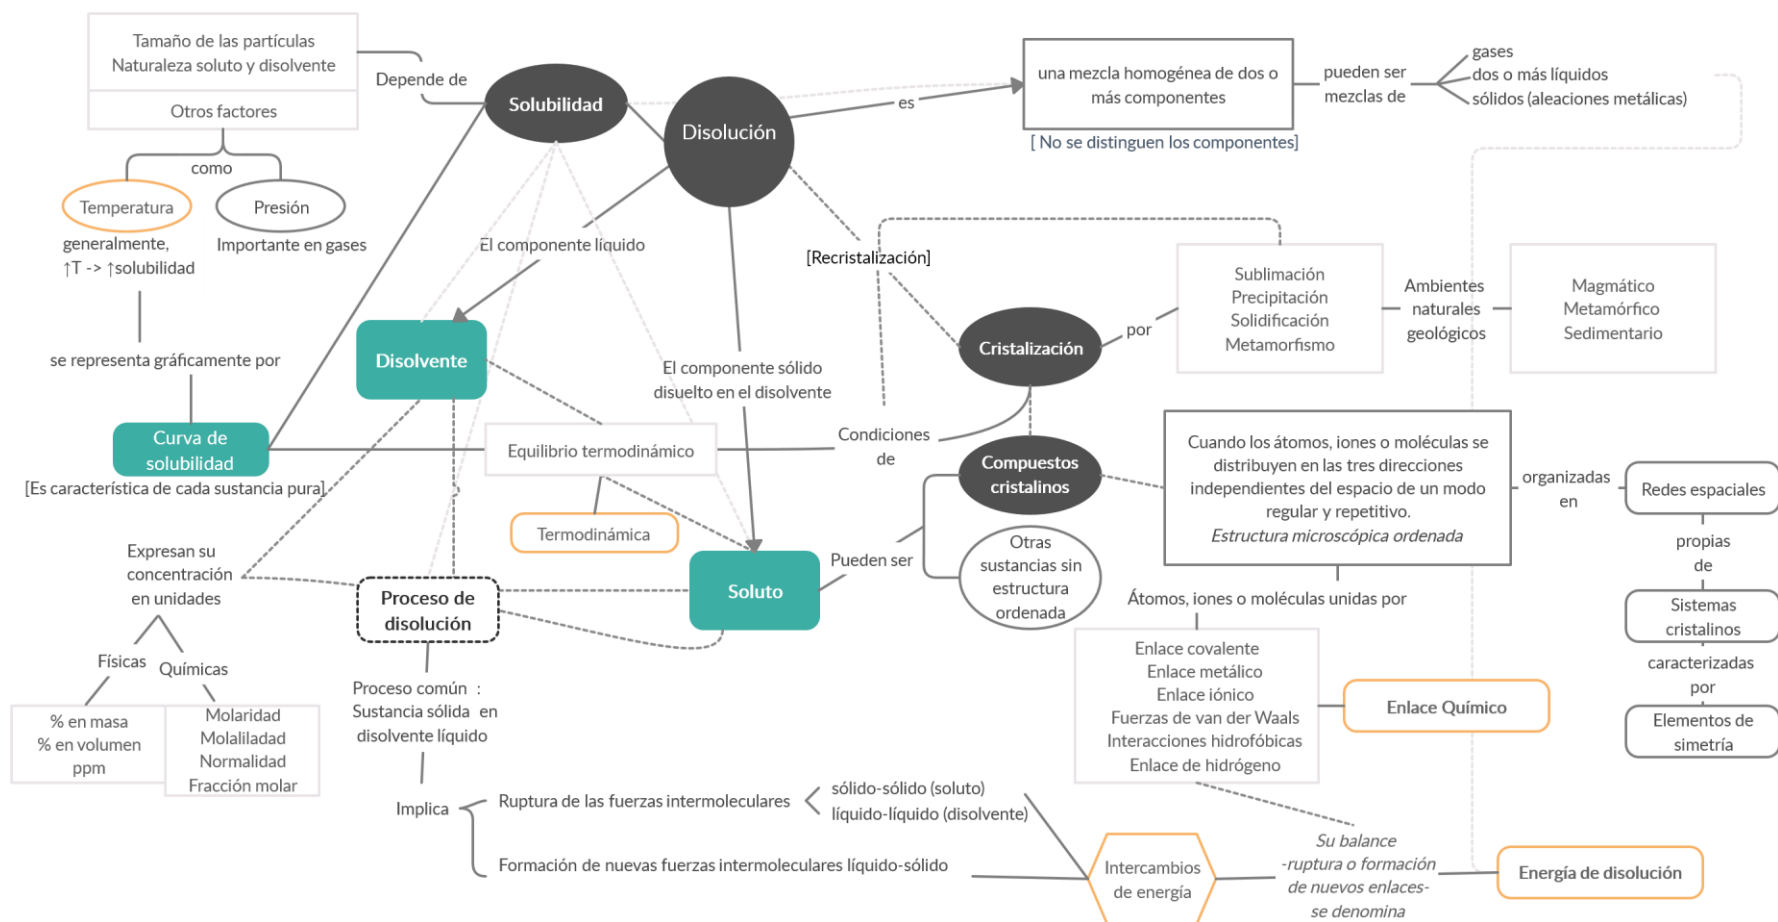 Tamaño de las partículas
Naturaleza soluto y disolvente
Otros factores
Depende de
Solubilidad
Disolución
es
una mezcla homogénea de dos o
más componentes
[ No se distinguen los componentes]
pueden ser
mezclas de
gases
dos o más líquidos
sólidos (aleaciones metálicas)
como
Temperatura
Presión
generalmente,
↑T -> ↑solubilidad
Importante en gases
se representa gráficamente por
Curva de
solubilidad
[Es característica de cada sustancia pura]
El componente líquido
Disolvente
El componente sólido
disuelto en el disolvente
[Recristalización]
Cristalización
por
Sublimación
Precipitación
Solidificación
Metamorfismo
Ambientes
naturales
geológicos
Magmático
Metamórfico
Sedimentario
Equilibrio termodinámico
Termodinámica
Condiciones
de
Compuestos
cristalinos
Pueden ser
Otras
sustancias sin
estructura
ordenada
Soluto
Cuando los átomos, iones o moléculas se
distribuyen en las tres direcciones
independientes del espacio de un modo
regular y repetitivo.
Estructura microscópica ordenada
organizadas
en
Redes espaciales
propias
de
Sistemas
cristalinos
caracterizadas
por
Elementos de
simetría
Átomos, iones o moléculas unidas por
Enlace covalente
Enlace metálico
Enlace iónico
Fuerzas de van der Waals
Interacciones hidrofóbicas
Enlace de hidrógeno
Enlace Químico
Expresan su
concentración
en unidades
Físicas
Químicas
% en masa
% en volumen
ppm
Molaridad
Molaliladad
Normalidad
Fracción molar
Proceso de
disolución
Proceso común :
Sustancia sólida en
disolvente líquido
Implica
Ruptura de las fuerzas intermoleculares
sólido-sólido (soluto)
líquido-líquido (disolvente)
Formación de nuevas fuerzas intermoleculares líquido-sólido
Intercambios
de energía
Su balance
-ruptura o formación
de nuevos enlaces-
se denomina
Energía de disolución